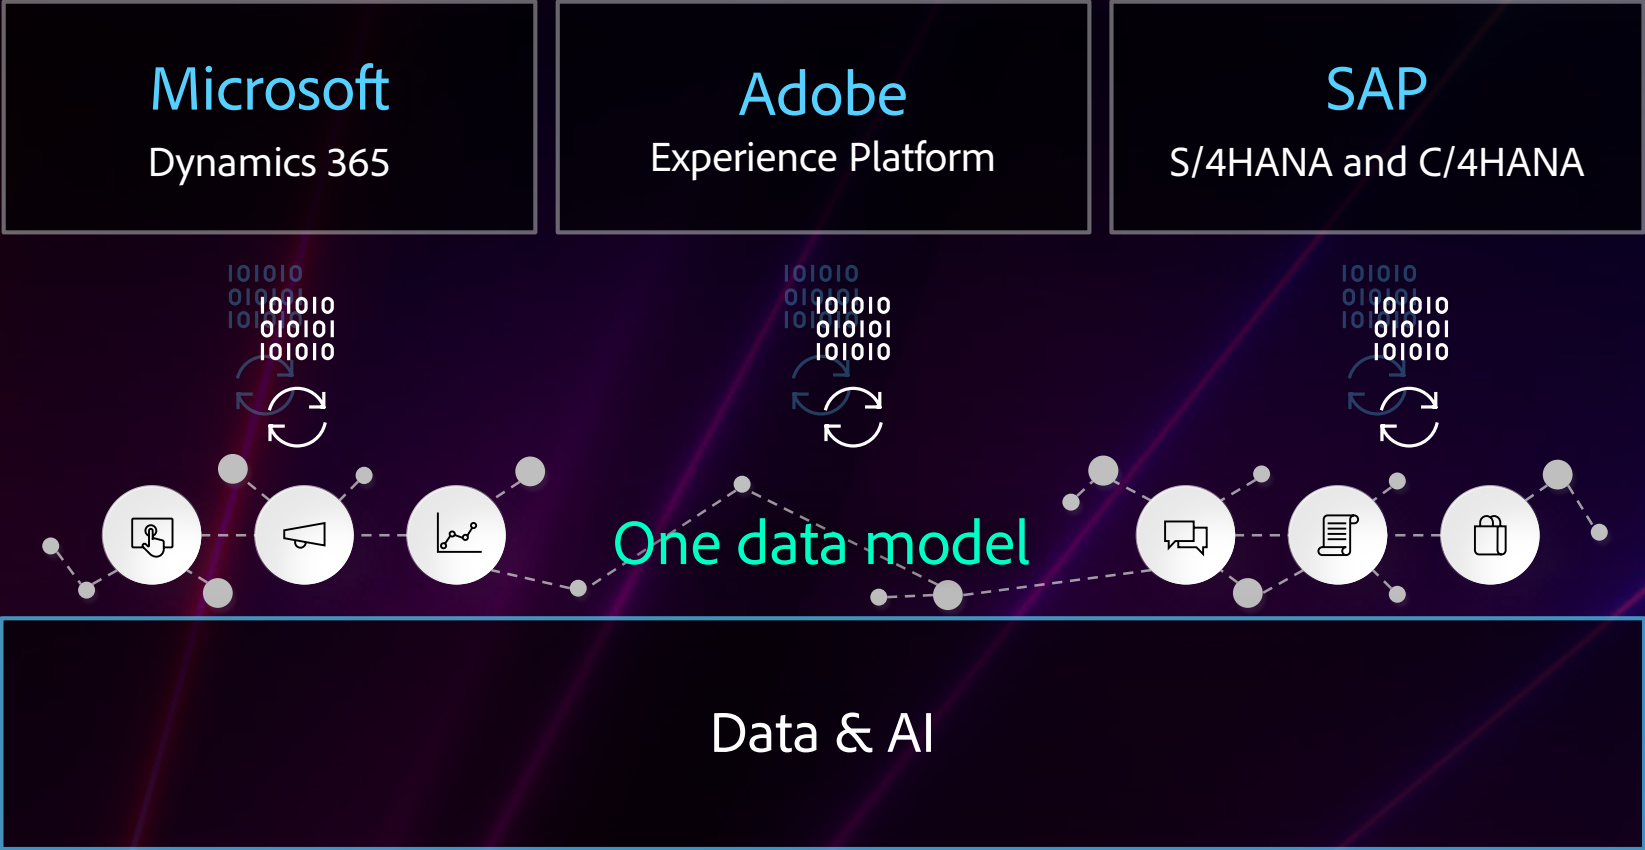 Microsoft
Dynamics 365
Adobe
Experience Platform
SAP
S/4HANA and C/4HANA
101010
010101
101010
101010
010101
101010
101010
010101
101010
One data model
Data & AI